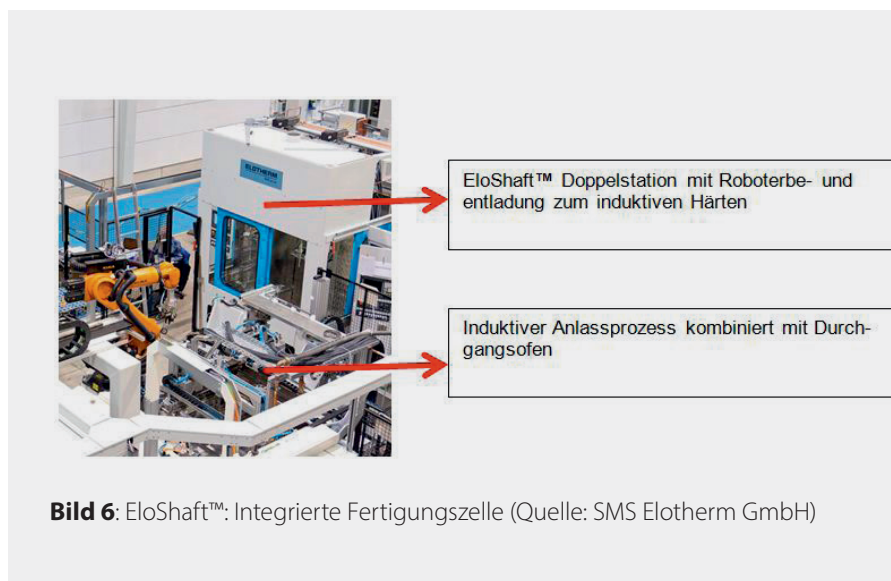 ELOTHERM
EloShaft™ Doppelstation mit Roboterbe- und
entladung zum induktiven Härten
Induktiver Anlassprozess kombiniert mit Durch-
gangsofen
Bild 6: EloShaft™: Integrierte Fertigungszelle (Quelle: SMS Elotherm GmbH)